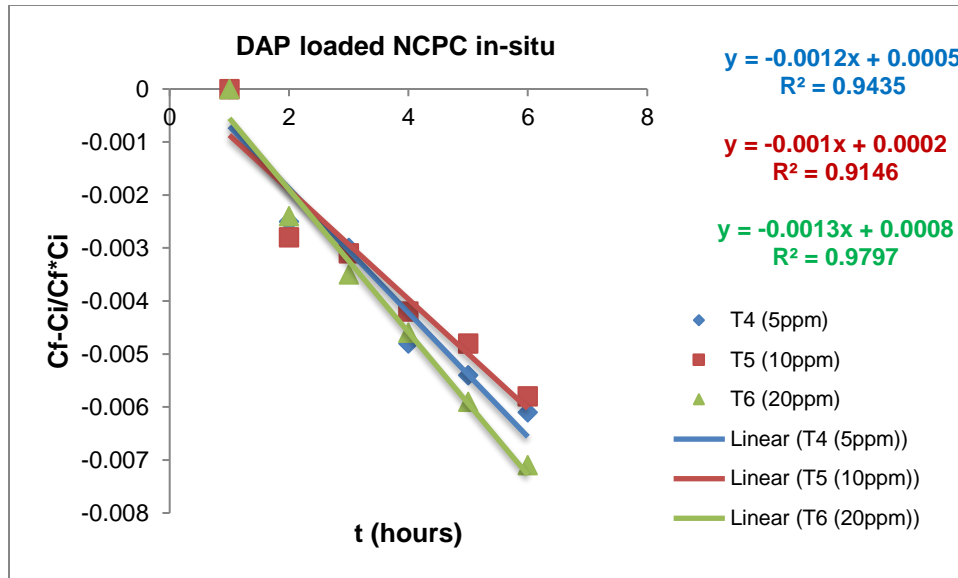 DAP loaded NCPC in-situ
y = -0.0012x + 0.0005
R² = 0.9435
y = -0.001x + 0.0002
R² = 0.9146
y = -0.0013x + 0.0008
R² = 0.9797
0
-0.001
-0.002
-0.003
-0.004
-0.005
-0.006
-0.007
-0.008
0 2 4 6 8
Cf-Ci/Cf*Ci
t (hours)
T4 (5ppm)
T5 (10ppm)
T6 (20ppm)
Linear (T4 (5ppm))
Linear (T5 (10ppm))
Linear (T6 (20ppm))